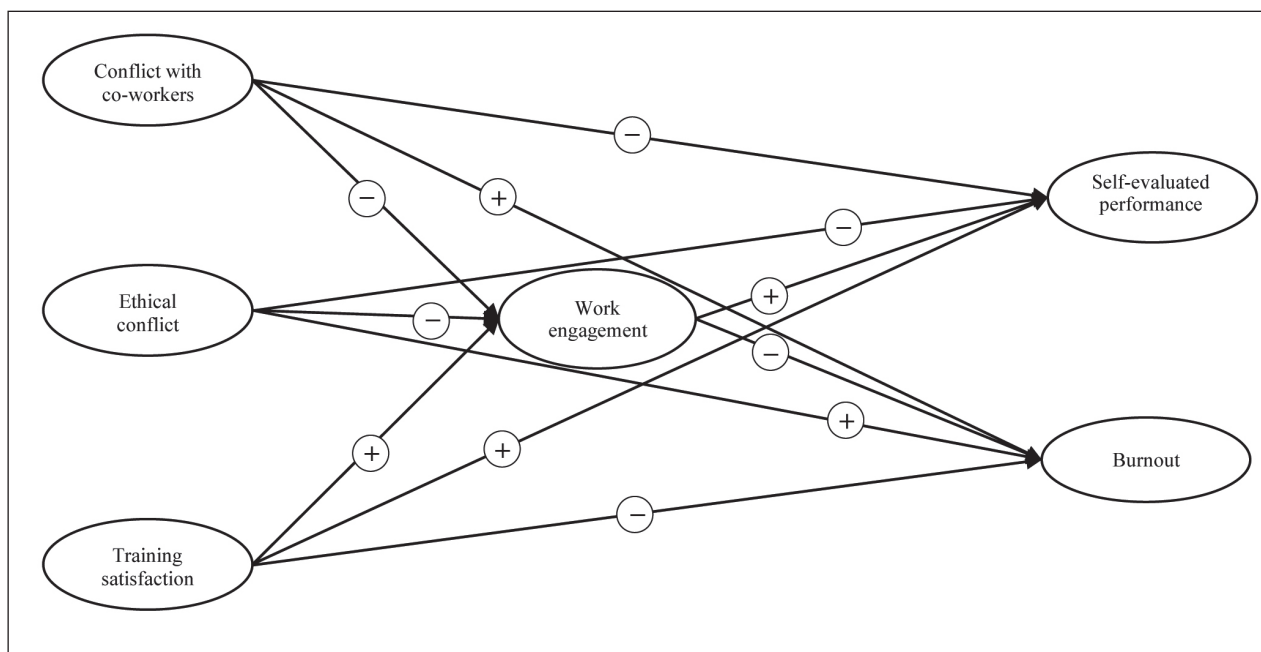 Conflict with
co-workers
−
Self-evaluated
performance
−
+
−
Ethical
conflict
Work
engagement
+
−
−
+
Burnout
+
+
−
Training
satisfaction